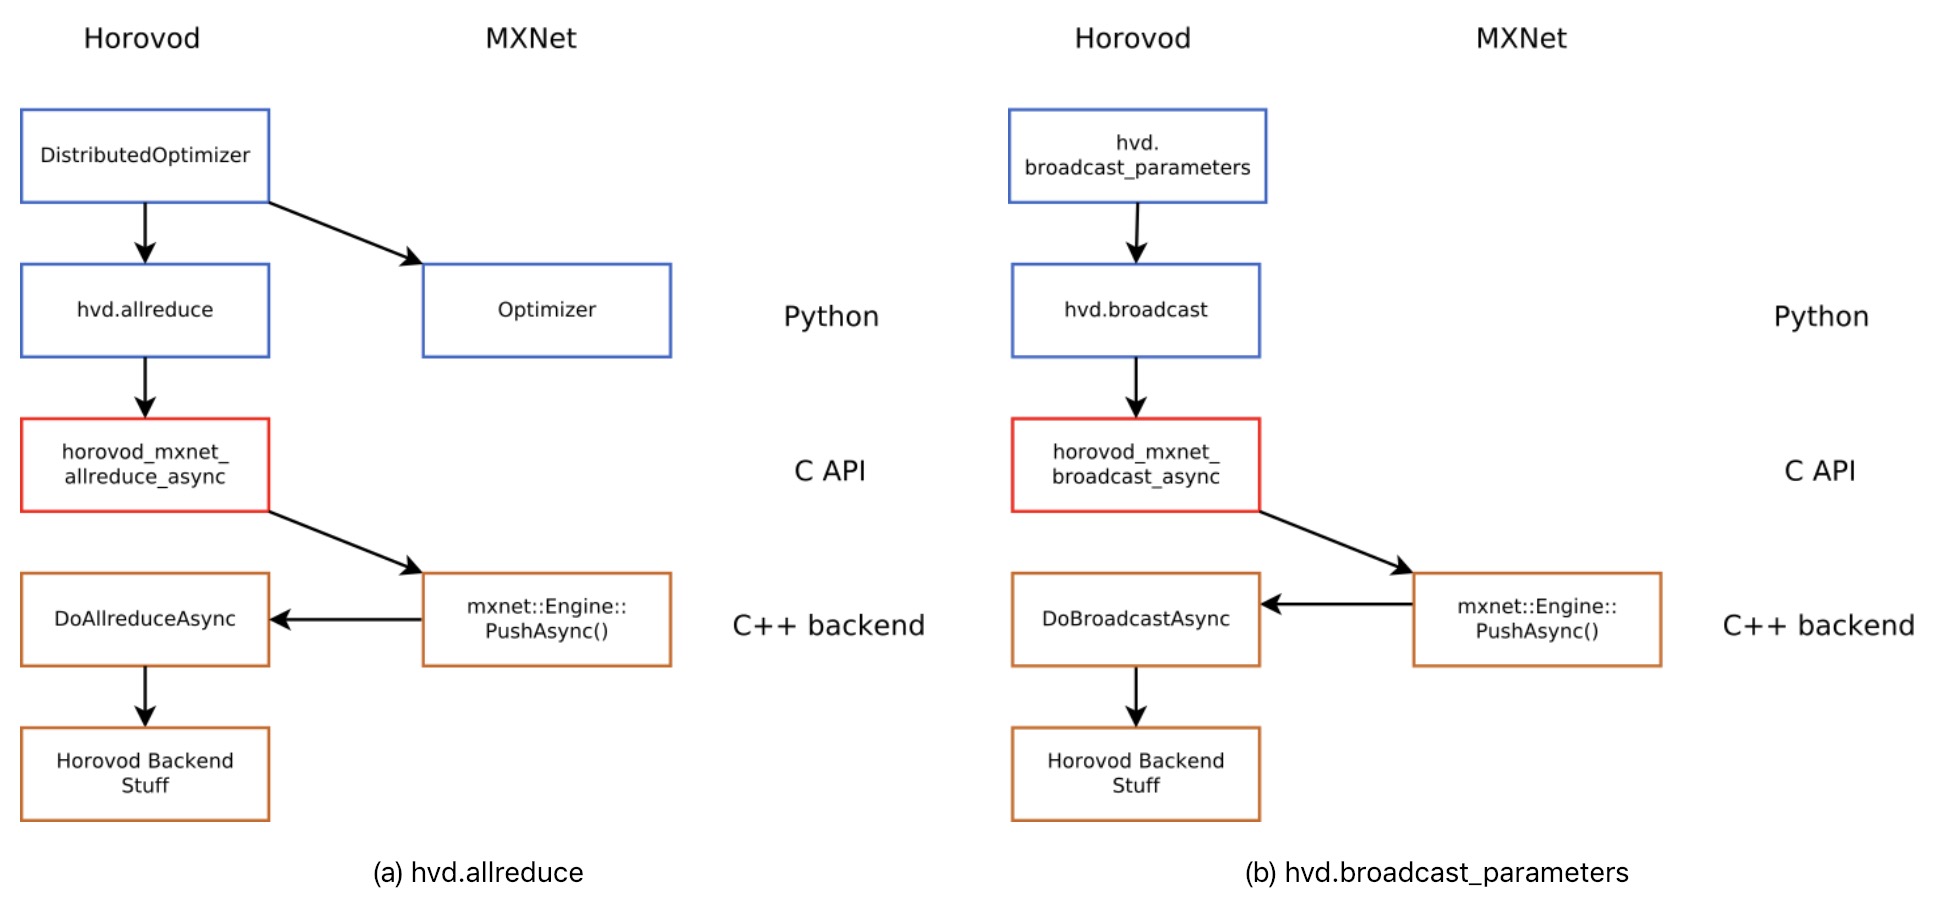 Horovod
MXNet
DistributedOptimizer
hvd.allreduce
Optimizer
Python
horovod_mxnet_
allreduce_async
C API
DoAllreduceAsync
mxnet::Engine::
PushAsync()
C++ backend
Horovod Backend
Stuff
(a) hvd.allreduce
Horovod
MXNet
hvd.
broadcast_parameters
hvd.broadcast
Python
horovod_mxnet_
broadcast_async
C API
DoBroadcastAsync
mxnet::Engine::
PushAsync()
C++ backend
Horovod Backend
Stuff
(b) hvd.broadcast_parameters